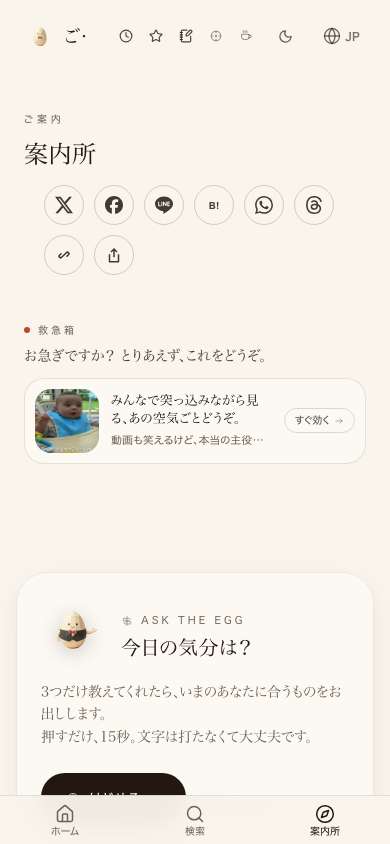 ご・
JP
ご案内
案内所
LINE
B!
救急箱
お急ぎですか？ とりあえず、これをどうぞ。
みんなで突っ込みながら見
る、あの空気ごとどうぞ。
動画も笑えるけど、本当の主役…
すぐ効く →
ASK THE EGG
今日の気分は？
3つだけ教えてくれたら、いまのあなたに合うものをお
出しします。
押すだけ、15秒。文字は打たなくて大丈夫です。
ホーム
検索
案内所